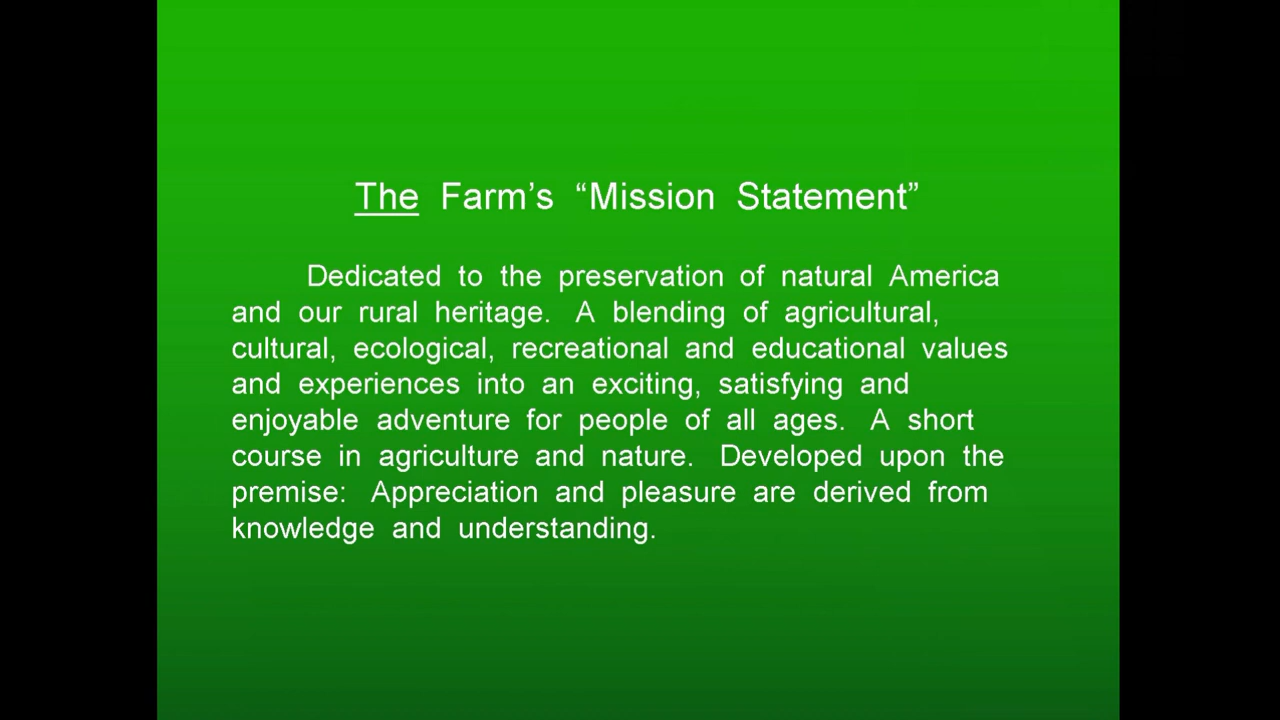 The Farm’s “Mission Statement”
Dedicated to the preservation of natural America
and our rural heritage. A blending of agricultural,
cultural, ecological, recreational and educational values
and experiences into an exciting, satisfying and
enjoyable adventure for people of all ages. A short
course in agriculture and nature. Developed upon the
premise: Appreciation and pleasure are derived from
knowledge and understanding.